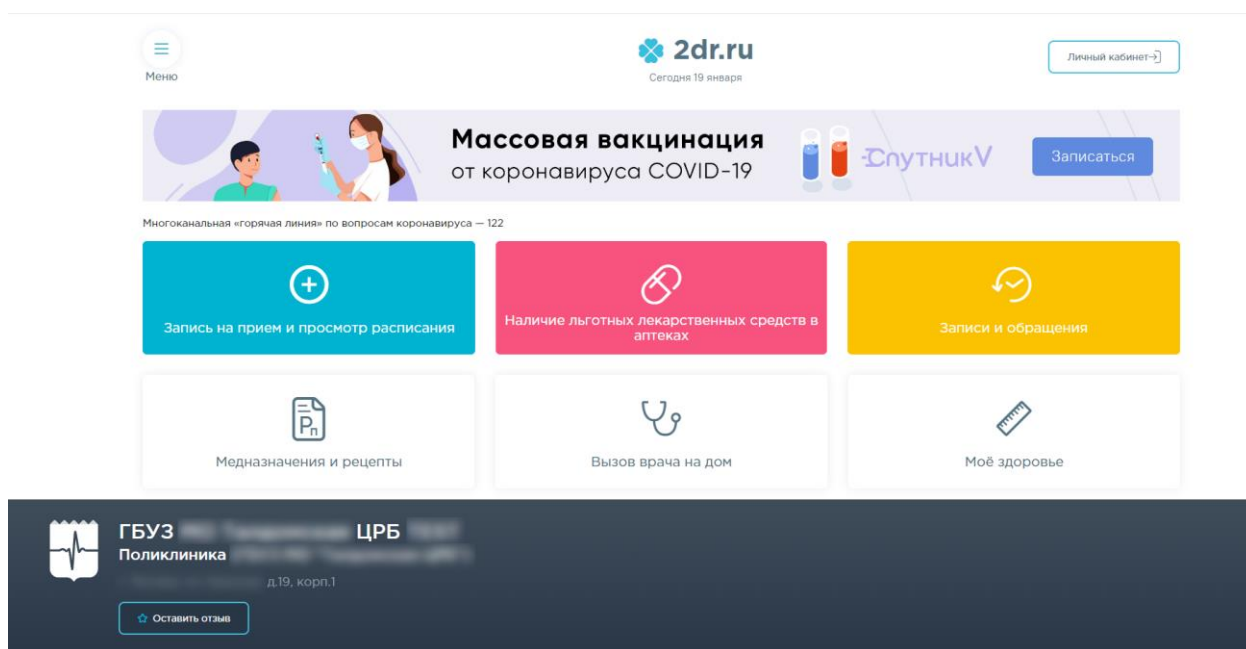 2dr.ru
Меню
Сегодня 19 января
Личный кабинет
Массовая вакцинация
от коронавируса COVID-19
СпутникV
Записаться
Многоканальная «горячая линия» по вопросам коронавируса — 122
Запись на прием и просмотр расписания
Наличие льготных лекарственных средств в
аптеках
Записи и обращения
Рп
Медназначения и рецепты
Вызов врача на дом
Моё здоровье
ГБУЗ ЦРБ
Поликлиника
д.19, корп.1
Оставить отзыв